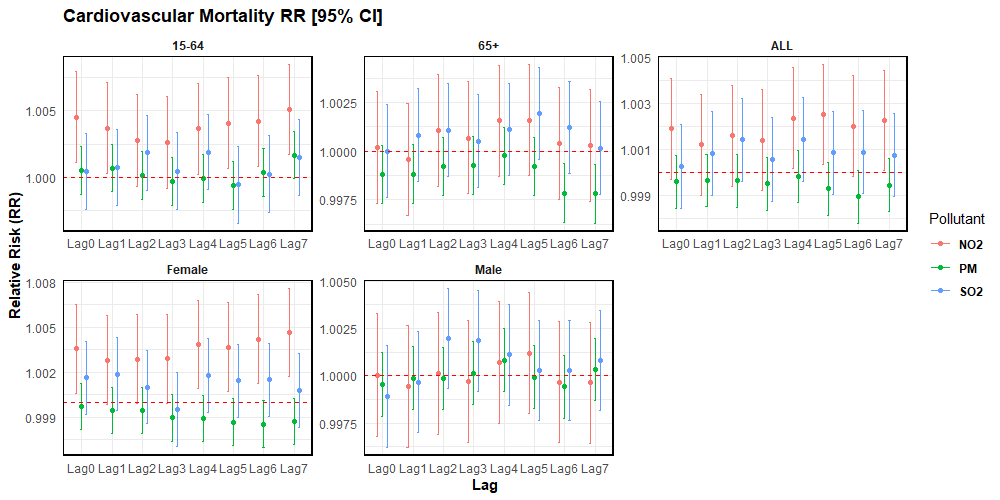 Cardiovascular Mortality RR [95% CI]
15-64
65+
ALL
1.005
1.000
1.0025
1.0000
0.9975
1.005
1.003
1.001
0.999
Lag0 Lag1 Lag2 Lag3 Lag4 Lag5 Lag6 Lag7
Lag0 Lag1 Lag2 Lag3 Lag4 Lag5 Lag6 Lag7
Lag0 Lag1 Lag2 Lag3 Lag4 Lag5 Lag6 Lag7
Female
Male
1.008
1.005
1.002
0.999
1.0050
1.0025
1.0000
0.9975
Lag0 Lag1 Lag2 Lag3 Lag4 Lag5 Lag6 Lag7
Lag0 Lag1 Lag2 Lag3 Lag4 Lag5 Lag6 Lag7
Relative Risk (RR)
Lag
Pollutant
NO2
PM
SO2